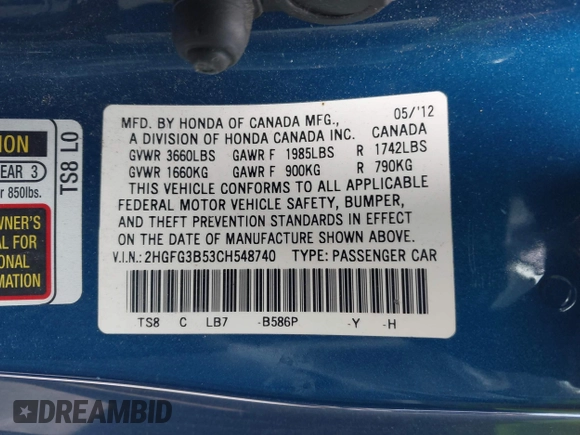 MFD. BY HONDA OF CANADA MFG., 05/'12
A DIVISION OF HONDA CANADA INC. CANADA
GVWR 3660LBS GAWR F 1985LBS R 1742LBS
GVWR 1660KG GAWR F 900KG R 790KG
THIS VEHICLE CONFORMS TO ALL APPLICABLE
FEDERAL MOTOR VEHICLE SAFETY, BUMPER,
AND THEFT PREVENTION STANDARDS IN EFFECT
ON THE DATE OF MANUFACTURE SHOWN ABOVE.
V.I.N.: 2HGFG3B53CH548740 TYPE: PASSENGER CAR
TS8 C LB7 -B586P -Y -H
ION
EAR 3
r 850lbs.
TS8 L0
WNER'S
AL FOR
ONAL
MATION
DREAMBID